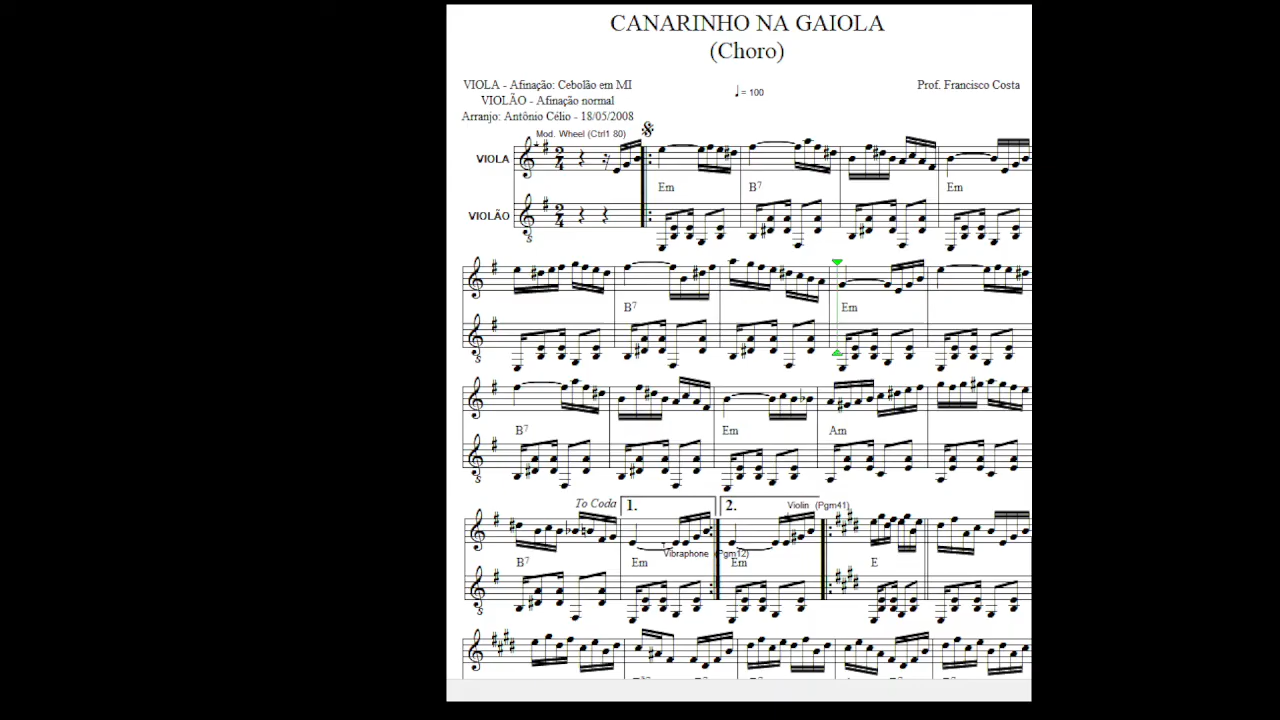 CANARINHO NA GAIOLA
(Choro)
VIOLA - Afinação: Cebolão em MI
VIOLÃO - Afinação normal
Arranjo: Antônio Célio - 18/05/2008
= 100
Prof. Francisco Costa
Mod. Wheel (Ctrl1 80)
VIOLA
Em B7 Em
VIOLÃO
B7 Em
B7 Em Am
To Coda 1. 2. Violin (Pgm41)
Vibraphone (Pgm12)
B7 Em Em E